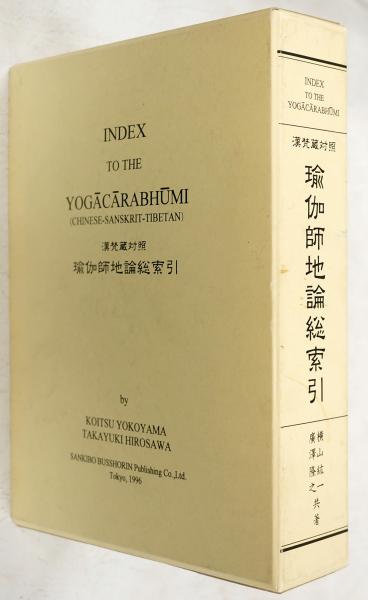 INDEX
TO THE
YOGĀCĀRABHŪMI
(CHINESE-SANSKRIT-TIBETAN)
漢梵蔵対照
瑜伽師地論総索引
by
KOITSU YOKOYAMA
TAKAYUKI HIROSAWA
SANKIBO BUSSHORIN Publishing Co.,Ltd.
Tokyo, 1996
INDEX
TO THE
YOGĀCĀRABHŪMI
漢梵蔵対照
瑜伽師地論総索引
横山紘一
廣澤隆之
共著